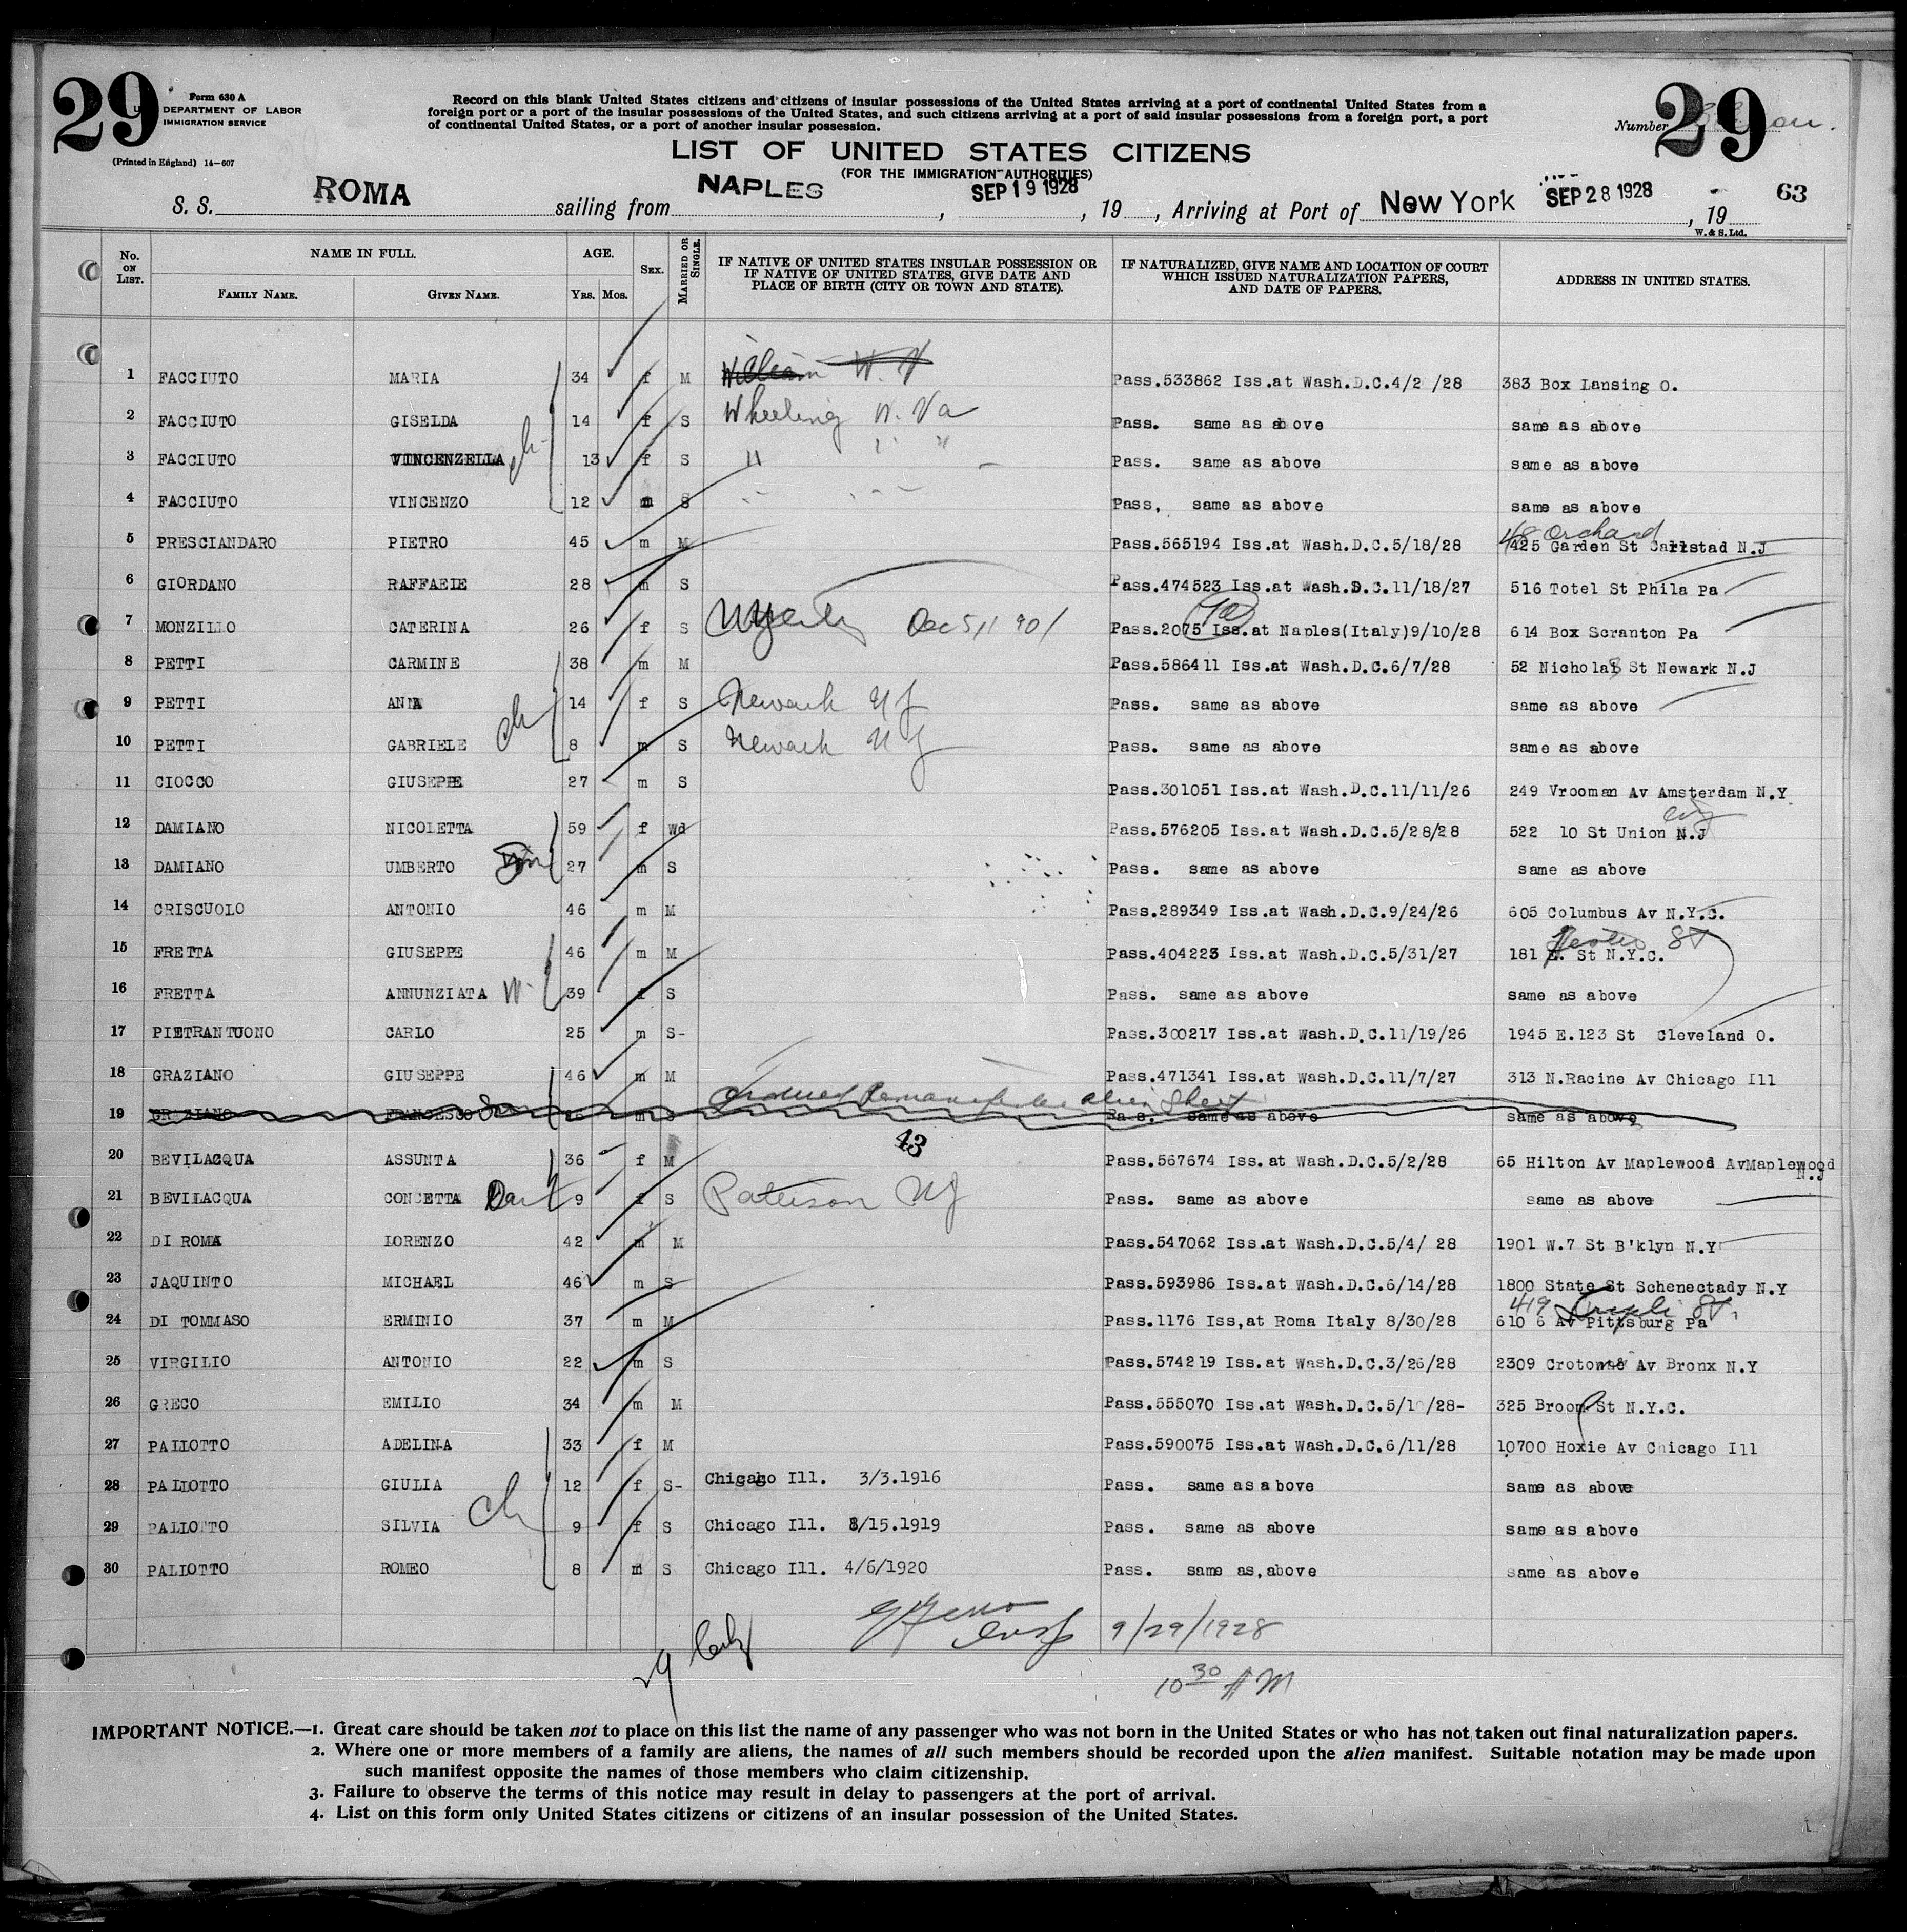 29
Form 630 A
U. S. DEPARTMENT OF LABOR
IMMIGRATION SERVICE
(Printed in England) 14-607
Record on this blank United States citizens and citizens of insular possessions of the United States arriving at a port of continental United States from a
foreign port or a port of the insular possessions of the United States, and such citizens arriving at a port of said insular possessions from a foreign port, a port
of continental United States, or a port of another insular possession.
Number 29
LIST OF UNITED STATES CITIZENS
(FOR THE IMMIGRATION AUTHORITIES)
S. S. ROMA sailing from NAPLES, SEP 19 1928, 19 , Arriving at Port of New York SEP 28 1928, 19 63
W. & S. Ltd.
No. ON LIST. NAME IN FULL. FAMILY NAME. GIVEN NAME. AGE. YRS. MOS. SEX. MARRIED OR SINGLE. IF NATIVE OF UNITED STATES INSULAR POSSESSION OR IF NATIVE OF UNITED STATES, GIVE DATE AND PLACE OF BIRTH (CITY OR TOWN AND STATE). IF NATURALIZED, GIVE NAME AND LOCATION OF COURT WHICH ISSUED NATURALIZATION PAPERS, AND DATE OF PAPERS. ADDRESS IN UNITED STATES.
1 FACCIUTO MARIA 34 f M Pass.533862 Iss.at Wash.D.C.4/2 /28 383 Box Lansing O.
2 FACCIUTO GISELDA 14 f S Wheeling W. Va Pass. same as above same as above
3 FACCIUTO VINCENZELLA ch 13 f S " " " Pass. same as above same as above
4 FACCIUTO VINCENZO 12 m S Pass, same as above same as above
48 Orchard
5 PRESCIANDARO PIETRO 45 m M Pass.565194 Iss.at Wash.D.C.5/18/28 425 Garden St Carlstad N.J
6 GIORDANO RAFFAELE 28 m S Pass.474523 Iss.at Wash.D.C.11/18/27 516 Totel St Phila Pa
7 MONZILLO CATERINA 26 f S Dec 5, 1901 Pass.2075 Iss.at Naples(Italy)9/10/28 614 Box Scranton Pa
8 PETTI CARMINE 38 m M Pass.586411 Iss.at Wash.D.C.6/7/28 52 Nicholas St Newark N.J
9 PETTI ANNA 14 f S Newark N J Pass. same as above same as above
10 PETTI GABRIELE ch 8 m S Newark N J Pass. same as above same as above
11 CIOCCO GIUSEPPE 27 m S Pass.301051 Iss.at Wash.D.C.11/11/26 249 Vrooman Av Amsterdam N.Y
12 DAMIANO NICOLETTA 59 f Wd Pass.576205 Iss.at Wash.D.C.5/28/28 522 10 St Union N.J
13 DAMIANO UMBERTO 27 m S Pass. same as above same as above
14 CRISCUOLO ANTONIO 46 m M Pass.289349 Iss.at Wash.D.C.9/24/26 605 Columbus Av N.Y.C.
15 FRETTA GIUSEPPE 46 m M Pass.404223 Iss.at Wash.D.C.5/31/27 181 St N.Y.C.
16 FRETTA ANNUNZIATA W 39 f S Pass. same as above same as above
17 PIETRANTUONO CARLO 25 m S- Pass.300217 Iss.at Wash.D.C.11/19/26 1945 E.123 St Cleveland O.
18 GRAZIANO GIUSEPPE 46 m M Pass.471341 Iss.at Wash.D.C.11/7/27 313 N.Racine Av Chicago Ill
19 GRAZIANO FRANCESCO Son m alien Sheet Pass. same as above same as above
43
20 BEVILACQUA ASSUNTA 36 f M Pass.567674 Iss.at Wash.D.C.5/2/28 65 Hilton Av Maplewood AvMaplewood N.J
21 BEVILACQUA CONCETTA Dau 9 f S Patterson NJ Pass. same as above same as above
22 DI ROMA LORENZO 42 m M Pass.547062 Iss.at Wash.D.C.5/4/ 28 1901 W.7 St B'klyn N.Y
23 JAQUINTO MICHAEL 46 m S Pass.593986 Iss.at Wash.D.C.6/14/28 1800 State St Schenectady N.Y
419 St.
24 DI TOMMASO ERMINIO 37 m M Pass.1176 Iss,at Roma Italy 8/30/28 610 6 Av Pittsburg Pa
25 VIRGILIO ANTONIO 22 m S Pass.574219 Iss.at Wash.D.C.3/26/28 2309 Crotowne Av Bronx N.Y
26 GRECO EMILIO 34 m M Pass.555070 Iss.at Wash.D.C.5/1 /28- 325 Broom St N.Y.C.
27 PALLOTTO ADELINA 33 f M Pass.590075 Iss.at Wash.D.C.6/11/28 10700 Hoxie Av Chicago Ill
28 PALLOTTO GIULIA 12 f S- Chicago Ill. 3/3.1916 Pass. same as above same as above
29 PALLOTTO SILVIA ch 9 f S Chicago Ill. 8/15.1919 Pass. same as above same as above
30 PALLOTTO ROMEO 8 m S Chicago Ill. 4/6/1920 Pass. same as,above same as above
9/29/1928
29
10 30 AM
IMPORTANT NOTICE.—1. Great care should be taken not to place on this list the name of any passenger who was not born in the United States or who has not taken out final naturalization papers.
2. Where one or more members of a family are aliens, the names of all such members should be recorded upon the alien manifest. Suitable notation may be made upon
such manifest opposite the names of those members who claim citizenship.
3. Failure to observe the terms of this notice may result in delay to passengers at the port of arrival.
4. List on this form only United States citizens or citizens of an insular possession of the United States.